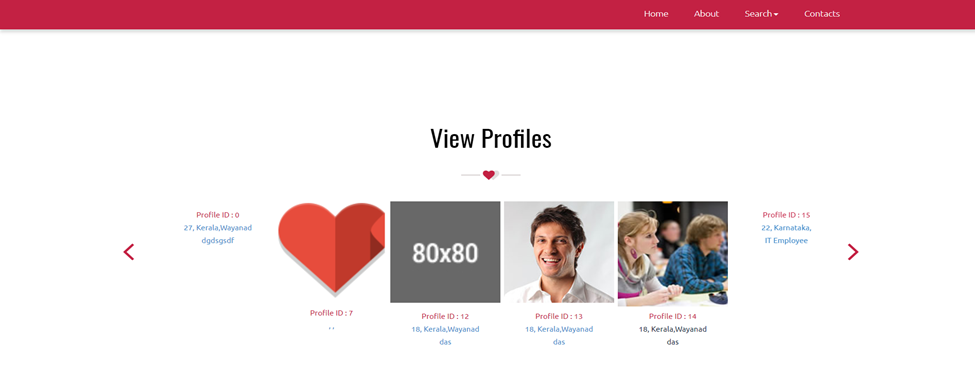 Home About Search Contacts
View Profiles
Profile ID : 0
27, Kerala,Wayanad
dgdsgsdf
Profile ID : 7
, ,
80x80
Profile ID : 12
18, Kerala,Wayanad
das
Profile ID : 13
18, Kerala,Wayanad
das
Profile ID : 14
18, Kerala,Wayanad
das
Profile ID : 15
22, Karnataka,
IT Employee